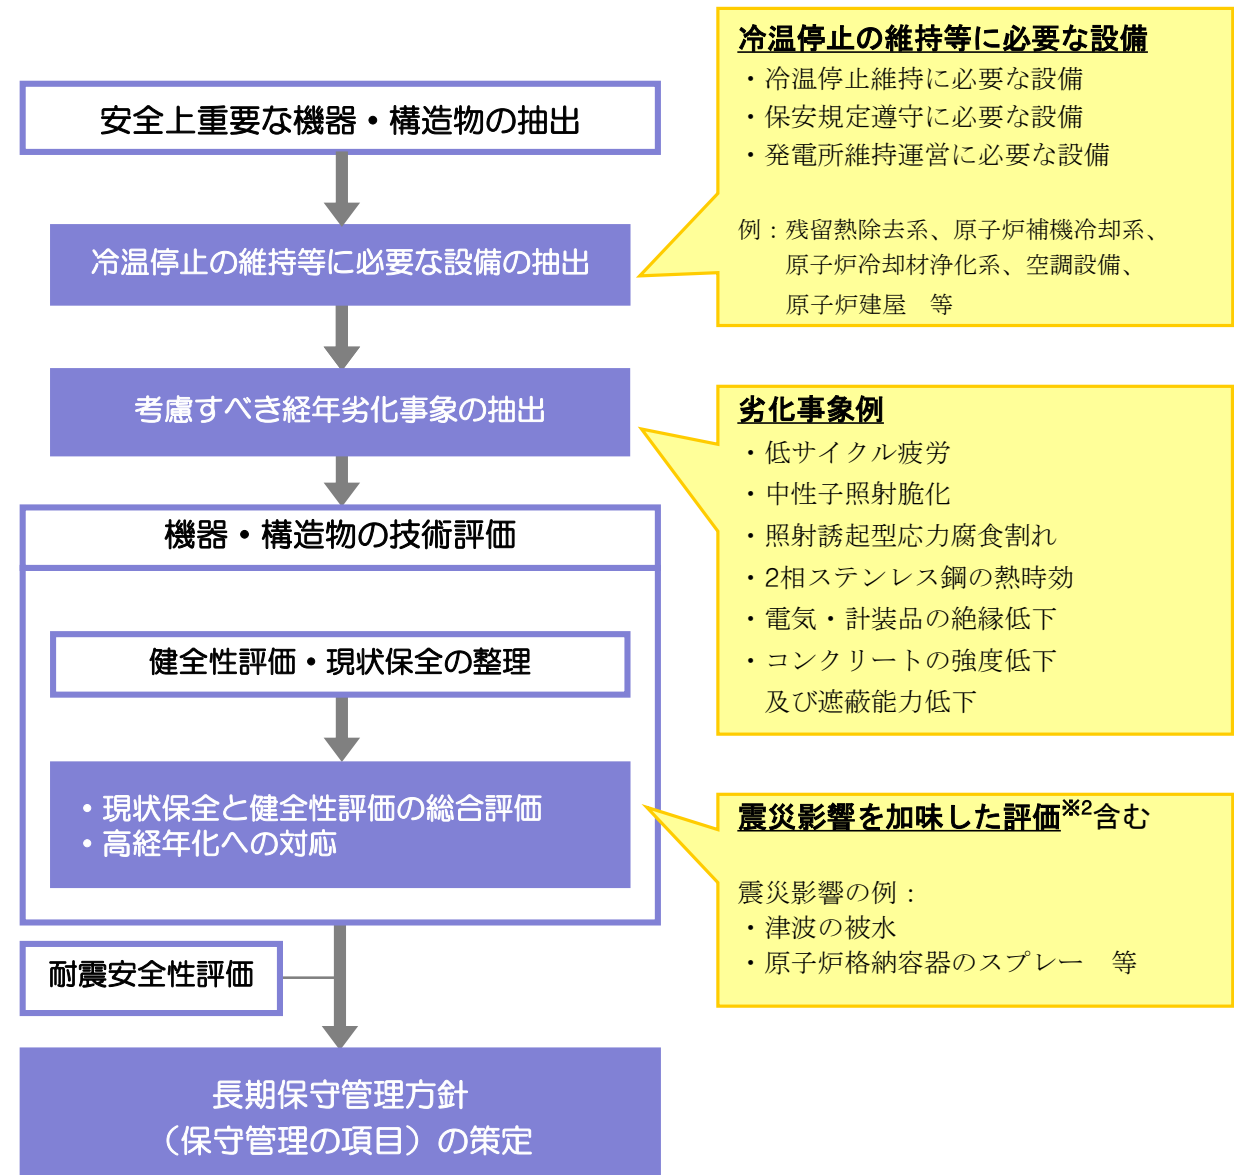 安全上重要な機器・構造物の抽出
冷温停止の維持等に必要な設備の抽出
考慮すべき経年劣化事象の抽出
機器・構造物の技術評価
健全性評価・現状保全の整理
・現状保全と健全性評価の総合評価
・高経年化への対応
耐震安全性評価
長期保守管理方針
（保守管理の項目）の策定
冷温停止の維持等に必要な設備
・冷温停止維持に必要な設備
・保安規定遵守に必要な設備
・発電所維持運営に必要な設備
例：残留熱除去系、原子炉補機冷却系、
原子炉冷却材浄化系、空調設備、
原子炉建屋　等
劣化事象例
・低サイクル疲労
・中性子照射脆化
・照射誘起型応力腐食割れ
・2相ステンレス鋼の熱時効
・電気・計装品の絶縁低下
・コンクリートの強度低下
及び遮蔽能力低下
震災影響を加味した評価※2含む
震災影響の例：
・津波の被水
・原子炉格納容器のスプレー　等